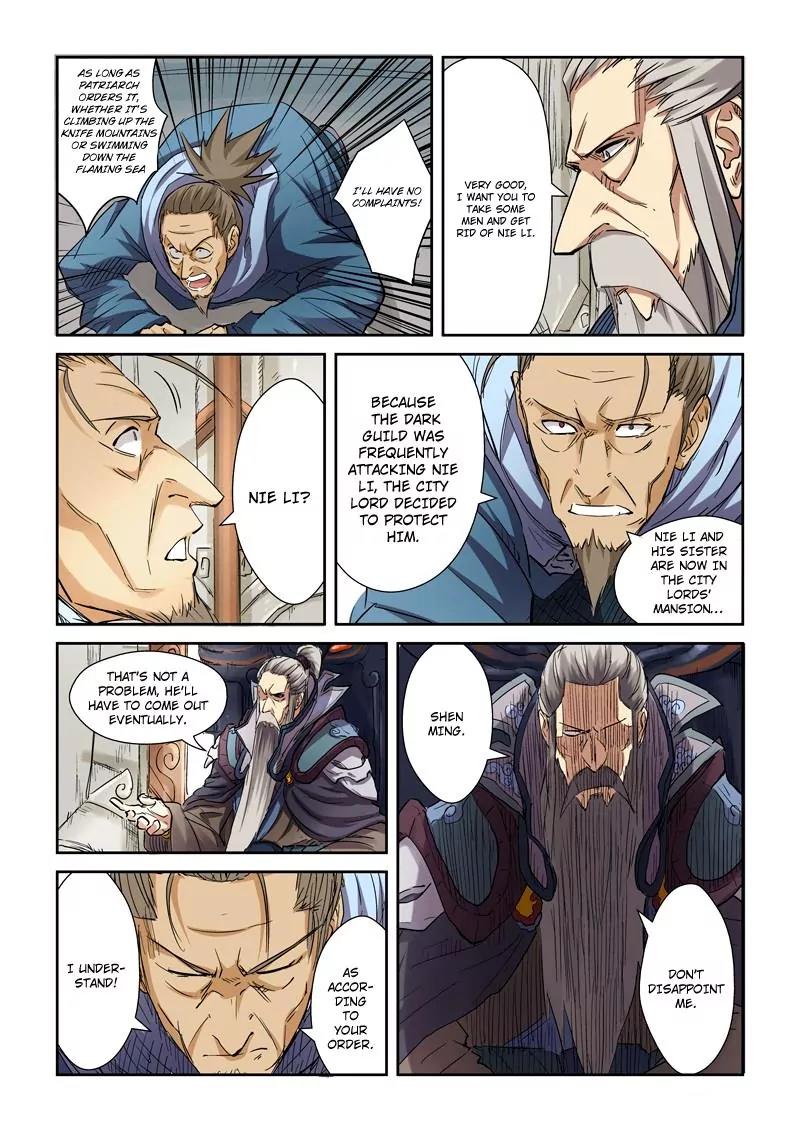 AS LONG AS
PATRIARCH
ORDERS IT,
WHETHER IT'S
CLIMBING UP THE
KNIFE MOUNTAINS
OR SWIMMING
DOWN THE
FLAMING SEA
I'LL HAVE NO
COMPLAINTS!
VERY GOOD,
I WANT YOU TO
TAKE SOME
MEN AND GET
RID OF NIE LI.
NIE LI?
BECAUSE
THE DARK
GUILD WAS
FREQUENTLY
ATTACKING NIE
LI, THE CITY
LORD DECIDED
TO PROTECT
HIM.
NIE LI AND
HIS SISTER
ARE NOW IN
THE CITY
LORDS'
MANSION...
THAT'S NOT A
PROBLEM, HE'LL
HAVE TO COME OUT
EVENTUALLY.
SHEN
MING.
DON'T
DISAPPOINT
ME.
I UNDER-
STAND!
AS
ACCOR-
DING
TO
YOUR
ORDER.